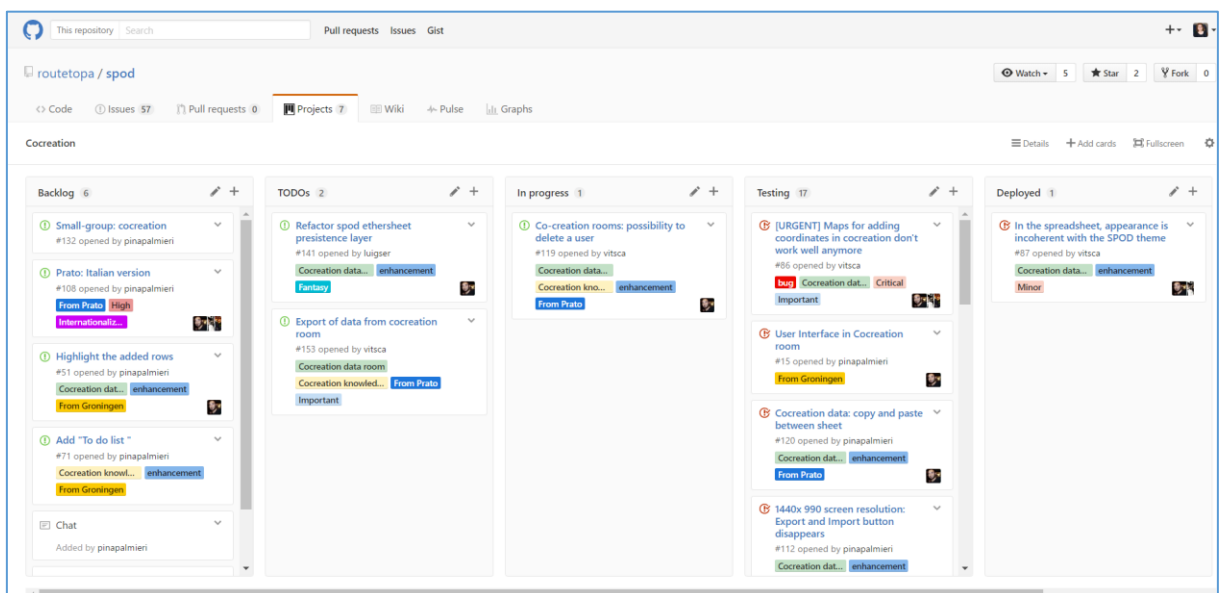 This repository Search Pull requests Issues Gist
routetopa / spod
Watch 5 Star 2 Fork 0
Code Issues 57 Pull requests 0 Projects 7 Wiki Pulse Graphs
Cocreation
Details Add cards Fullscreen
Backlog 6
Small-group: cocreation
#132 opened by pinapalmieri
Prato: Italian version
#108 opened by pinapalmieri
From Prato High
Internationaliz...
Highlight the added rows
#51 opened by pinapalmieri
Cocreation dat... enhancement
From Groningen
Add "To do list "
#71 opened by pinapalmieri
Cocreation knowl... enhancement
From Groningen
Chat
Added by pinapalmieri
TODOs 2
Refactor spod ethersheet
presistence layer
#141 opened by luigser
Cocreation data... enhancement
Fantasy
Export of data from cocreation
room
#153 opened by vitsca
Cocreation data room
Cocreation knowled... From Prato
Important
In progress 1
Co-creation rooms: possibility to
delete a user
#119 opened by vitsca
Cocreation data...
Cocreation kno... enhancement
From Prato
Testing 17
[URGENT] Maps for adding
coordinates in cocreation don't
work well anymore
#86 opened by vitsca
bug Cocreation dat... Critical
Important
User Interface in Cocreation
room
#15 opened by pinapalmieri
From Groningen
Cocreation data: copy and paste
between sheet
#120 opened by pinapalmieri
Cocreation dat... enhancement
From Prato
1440x 990 screen resolution:
Export and Import button
disappears
#112 opened by pinapalmieri
Cocreation dat... enhancement
Deployed 1
In the spreadsheet, appearance is
incoherent with the SPOD theme
#87 opened by vitsca
Cocreation data... enhancement
Minor